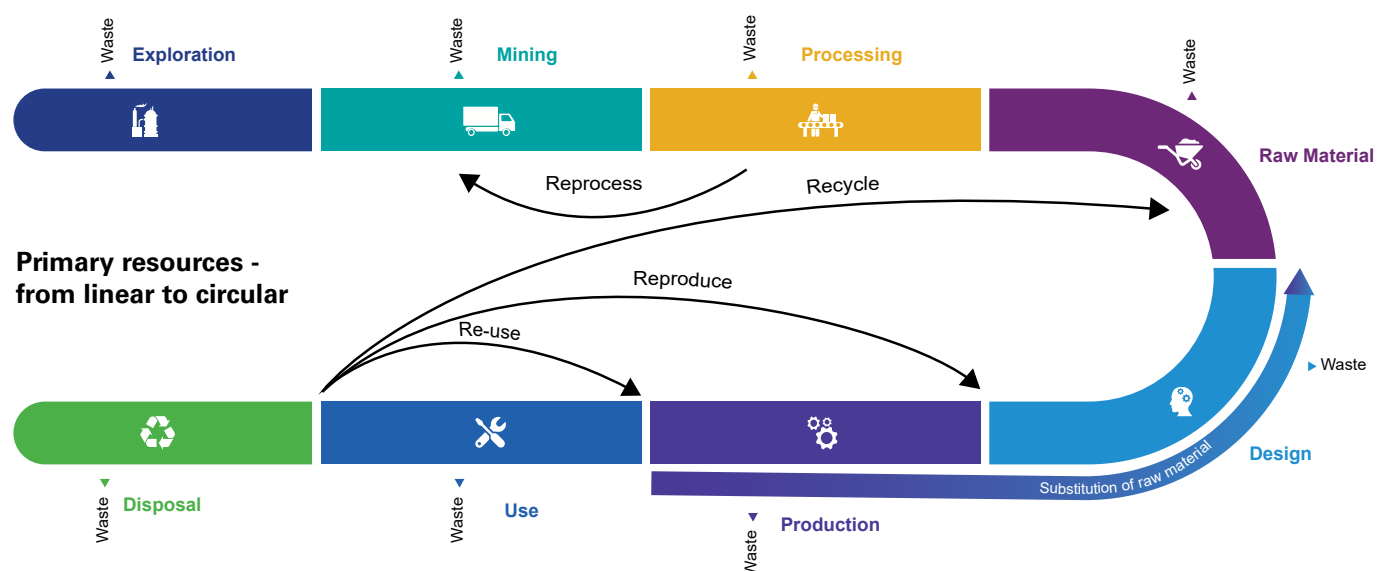 Waste
Exploration
Waste
Mining
Waste
Processing
Waste
Raw Material
Reprocess
Recycle
Primary resources -
from linear to circular
Reproduce
Re-use
Waste
Design
Substitution of raw material
Waste
Disposal
Waste
Use
Waste
Production